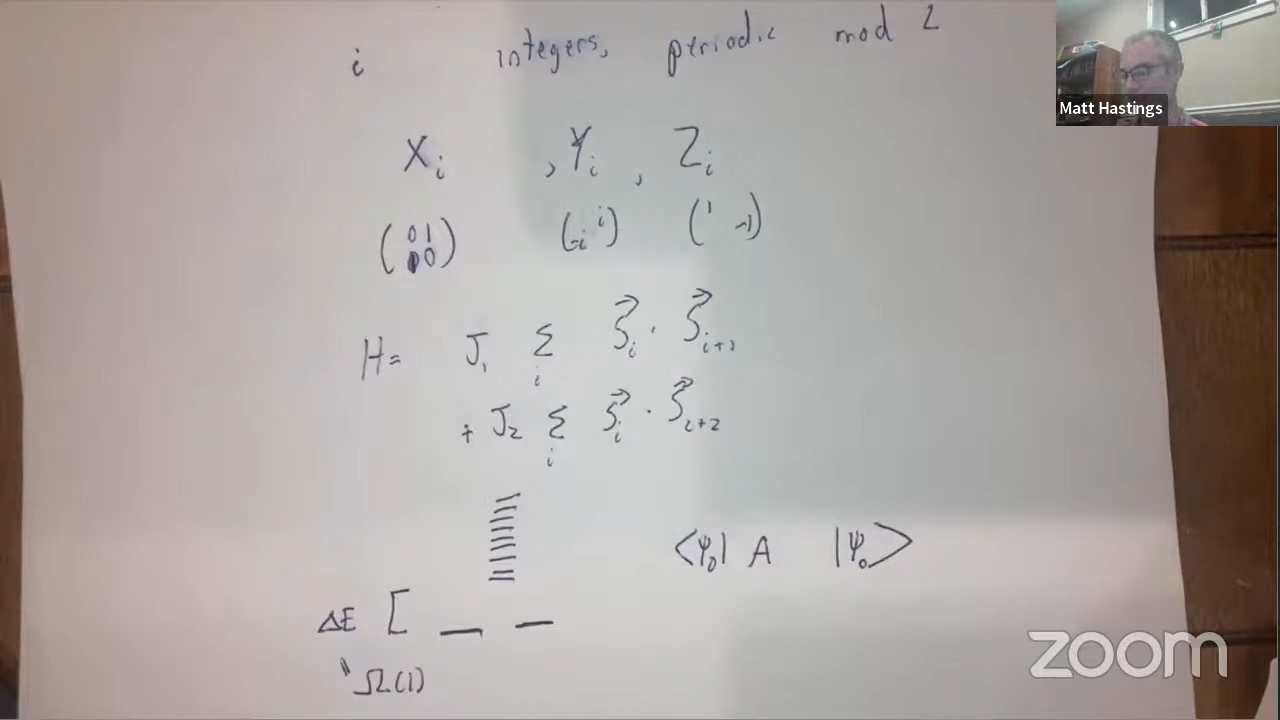 i integers, periodic mod L
X_i , Y_i , Z_i
(0 1 / 1 0) ( i / -i ) (1 / -1)
H = J_1 Σ_i S⃗_i · S⃗_{i+1}
+ J_2 Σ_i S⃗_i · S⃗_{i+2}
<ψ_0| A |ψ_0>
ΔE [
Ω(1)
Matt Hastings
zoom